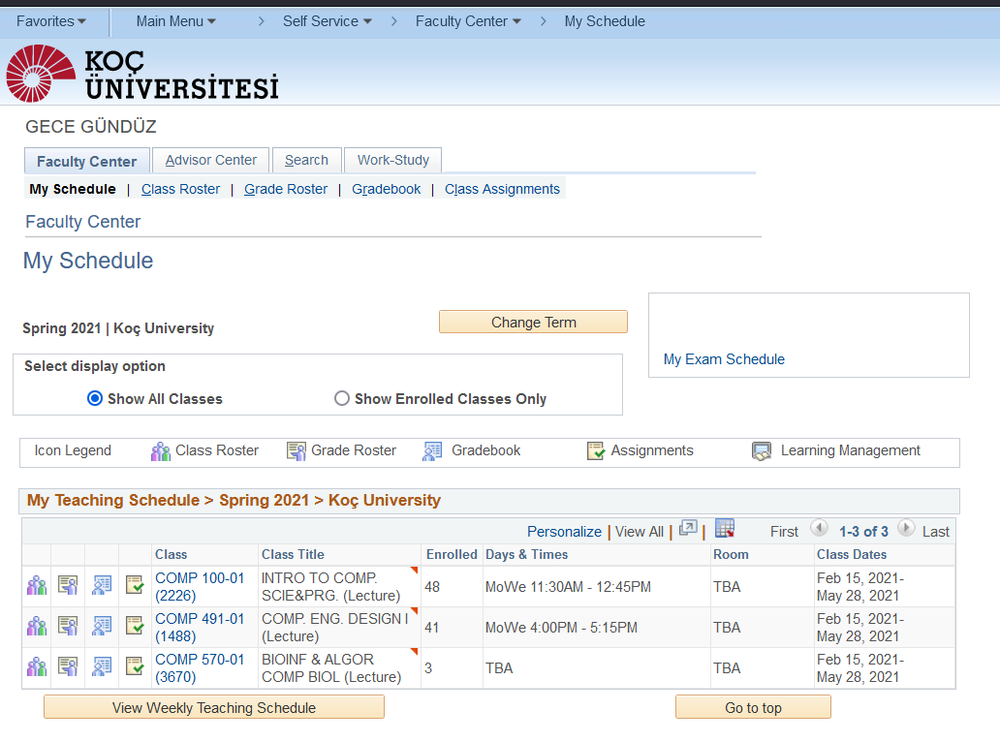 Favorites Main Menu > Self Service > Faculty Center > My Schedule
KOÇ
ÜNİVERSİTESİ
GECE GÜNDÜZ
Faculty Center Advisor Center Search Work-Study
My Schedule | Class Roster | Grade Roster | Gradebook | Class Assignments
Faculty Center
My Schedule
Spring 2021 | Koç University
Change Term
My Exam Schedule
Select display option
Show All Classes Show Enrolled Classes Only
Icon Legend Class Roster Grade Roster Gradebook Assignments Learning Management
My Teaching Schedule > Spring 2021 > Koç University
Personalize | View All | | First 1-3 of 3 Last
Class Class Title Enrolled Days & Times Room Class Dates
COMP 100-01 INTRO TO COMP. 48 MoWe 11:30AM - 12:45PM TBA Feb 15, 2021-
(2226) SCIE&PRG. (Lecture) May 28, 2021
COMP 491-01 COMP. ENG. DESIGN I 41 MoWe 4:00PM - 5:15PM TBA Feb 15, 2021-
(1488) (Lecture) May 28, 2021
COMP 570-01 BIOINF & ALGOR 3 TBA TBA Feb 15, 2021-
(3670) COMP BIOL (Lecture) May 28, 2021
View Weekly Teaching Schedule Go to top